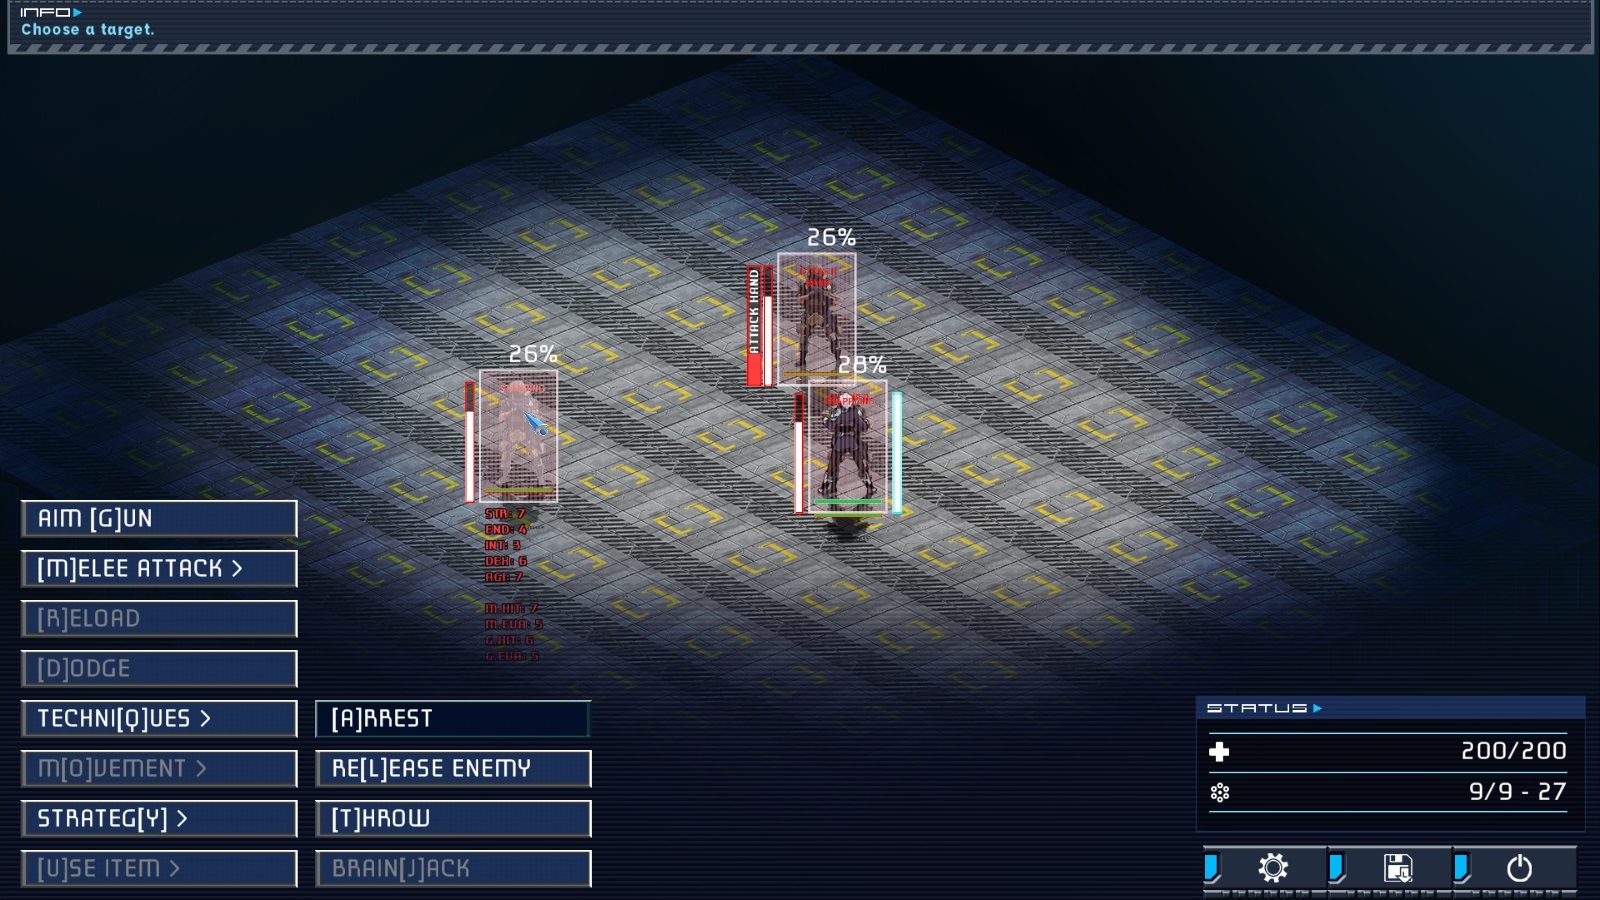 INFO
Choose a target.
26%
ATTACK HAND
28%
26%
STR: 7
END: 4
INT: 3
DEX: 6
AGI: 7
M.HIT: 7
M.EVA: 5
G.HIT: 6
G.EVA: 5
AIM [G]UN
[M]ELEE ATTACK >
[R]ELOAD
[D]ODGE
TECHNI[Q]UES >
[A]RREST
M[O]VEMENT >
RE[L]EASE ENEMY
STRATEG[Y] >
[T]HROW
[U]SE ITEM >
BRAIN[J]ACK
STATUS
200/200
9/9 - 27